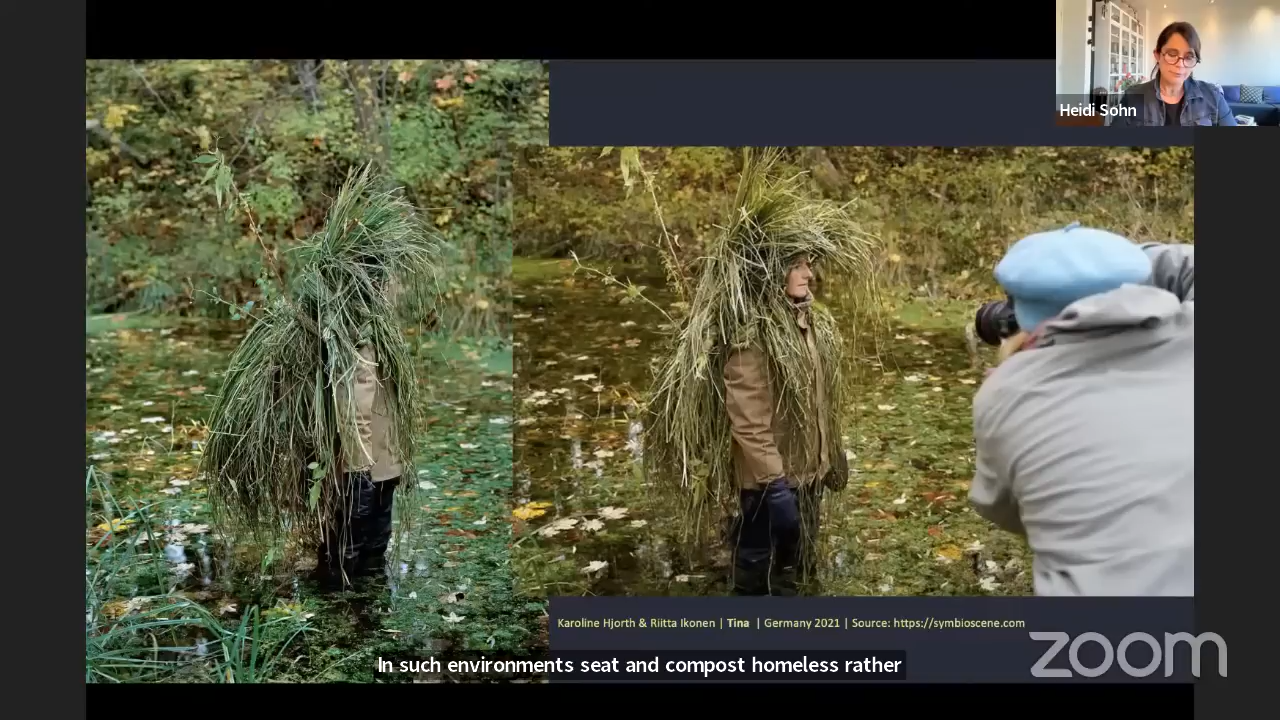 Heidi Sohn
Karoline Hjorth & Riitta Ikonen | Tina | Germany 2021 | Source: https://symbioscene.com
In such environments seat and compost homeless rather
zoom